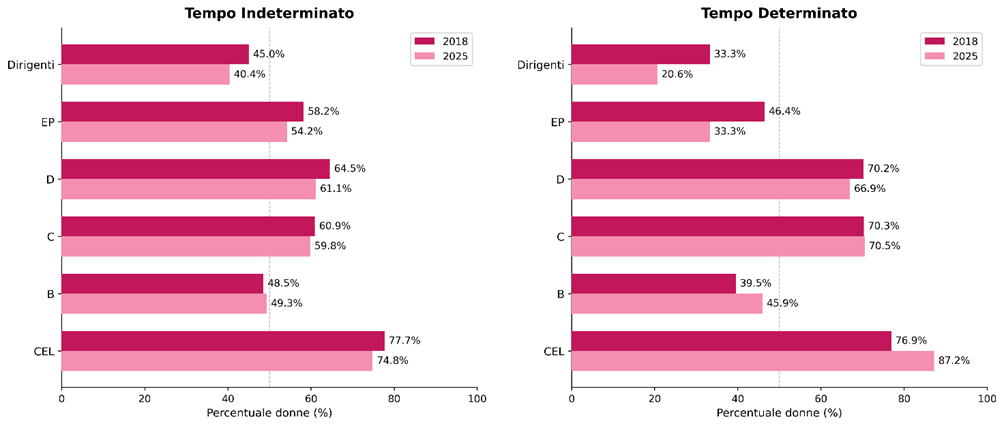 Tempo Indeterminato
2018
2025
Dirigenti
45.0%
40.4%
EP
58.2%
54.2%
D
64.5%
61.1%
C
60.9%
59.8%
B
48.5%
49.3%
CEL
77.7%
74.8%
0 20 40 60 80 100
Percentuale donne (%)
Tempo Determinato
2018
2025
Dirigenti
33.3%
20.6%
EP
46.4%
33.3%
D
70.2%
66.9%
C
70.3%
70.5%
B
39.5%
45.9%
CEL
76.9%
87.2%
0 20 40 60 80 100
Percentuale donne (%)